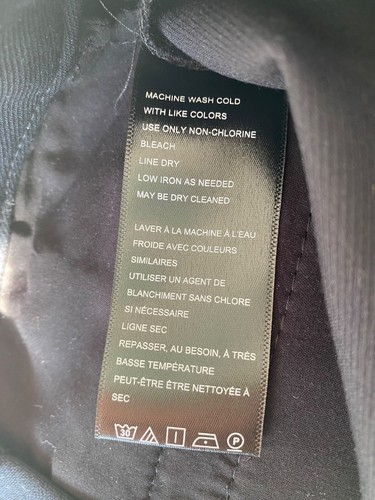 MACHINE WASH COLD
WITH LIKE COLORS
USE ONLY NON-CHLORINE
BLEACH
LINE DRY
LOW IRON AS NEEDED
MAY BE DRY CLEANED
LAVER À LA MACHINE À L'EAU
FROIDE AVEC COULEURS
SIMILAIRES
UTILISER UN AGENT DE
BLANCHIMENT SANS CHLORE
SI NÉCESSAIRE
LIGNE SEC
REPASSER, AU BESOIN, À TRÈS
BASSE TEMPÉRATURE
PEUT-ÊTRE ÊTRE NETTOYÉE À
SEC
30 P